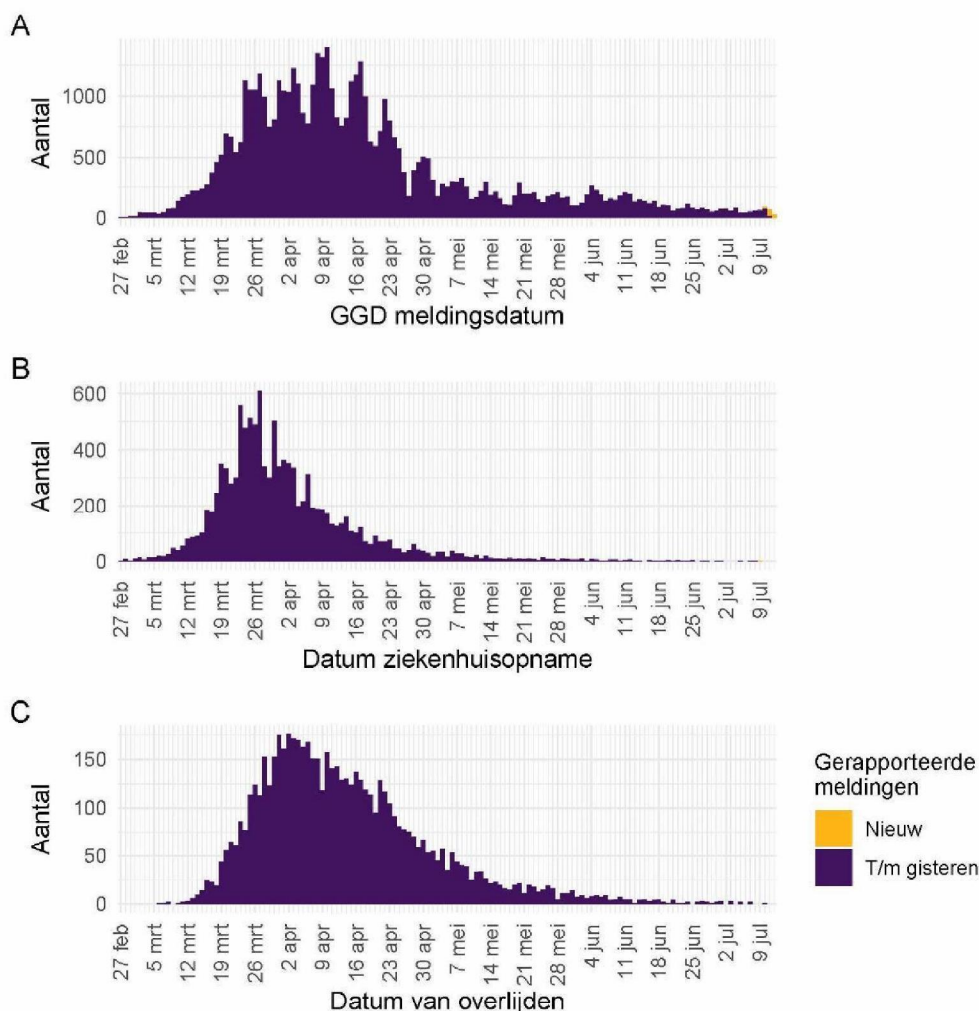 A
1000
500
0
Aantal
27 feb
5 mrt
12 mrt
19 mrt
26 mrt
2 apr
9 apr
16 apr
23 apr
30 apr
7 mei
14 mei
21 mei
28 mei
4 jun
11 jun
18 jun
25 jun
2 jul
9 jul
GGD meldingsdatum
B
600
400
200
0
Aantal
27 feb
5 mrt
12 mrt
19 mrt
26 mrt
2 apr
9 apr
16 apr
23 apr
30 apr
7 mei
14 mei
21 mei
28 mei
4 jun
11 jun
18 jun
25 jun
2 jul
9 jul
Datum ziekenhuisopname
C
150
100
50
0
Aantal
27 feb
5 mrt
12 mrt
19 mrt
26 mrt
2 apr
9 apr
16 apr
23 apr
30 apr
7 mei
14 mei
21 mei
28 mei
4 jun
11 jun
18 jun
25 jun
2 jul
9 jul
Datum van overlijden
Gerapporteerde
meldingen
Nieuw
T/m gisteren